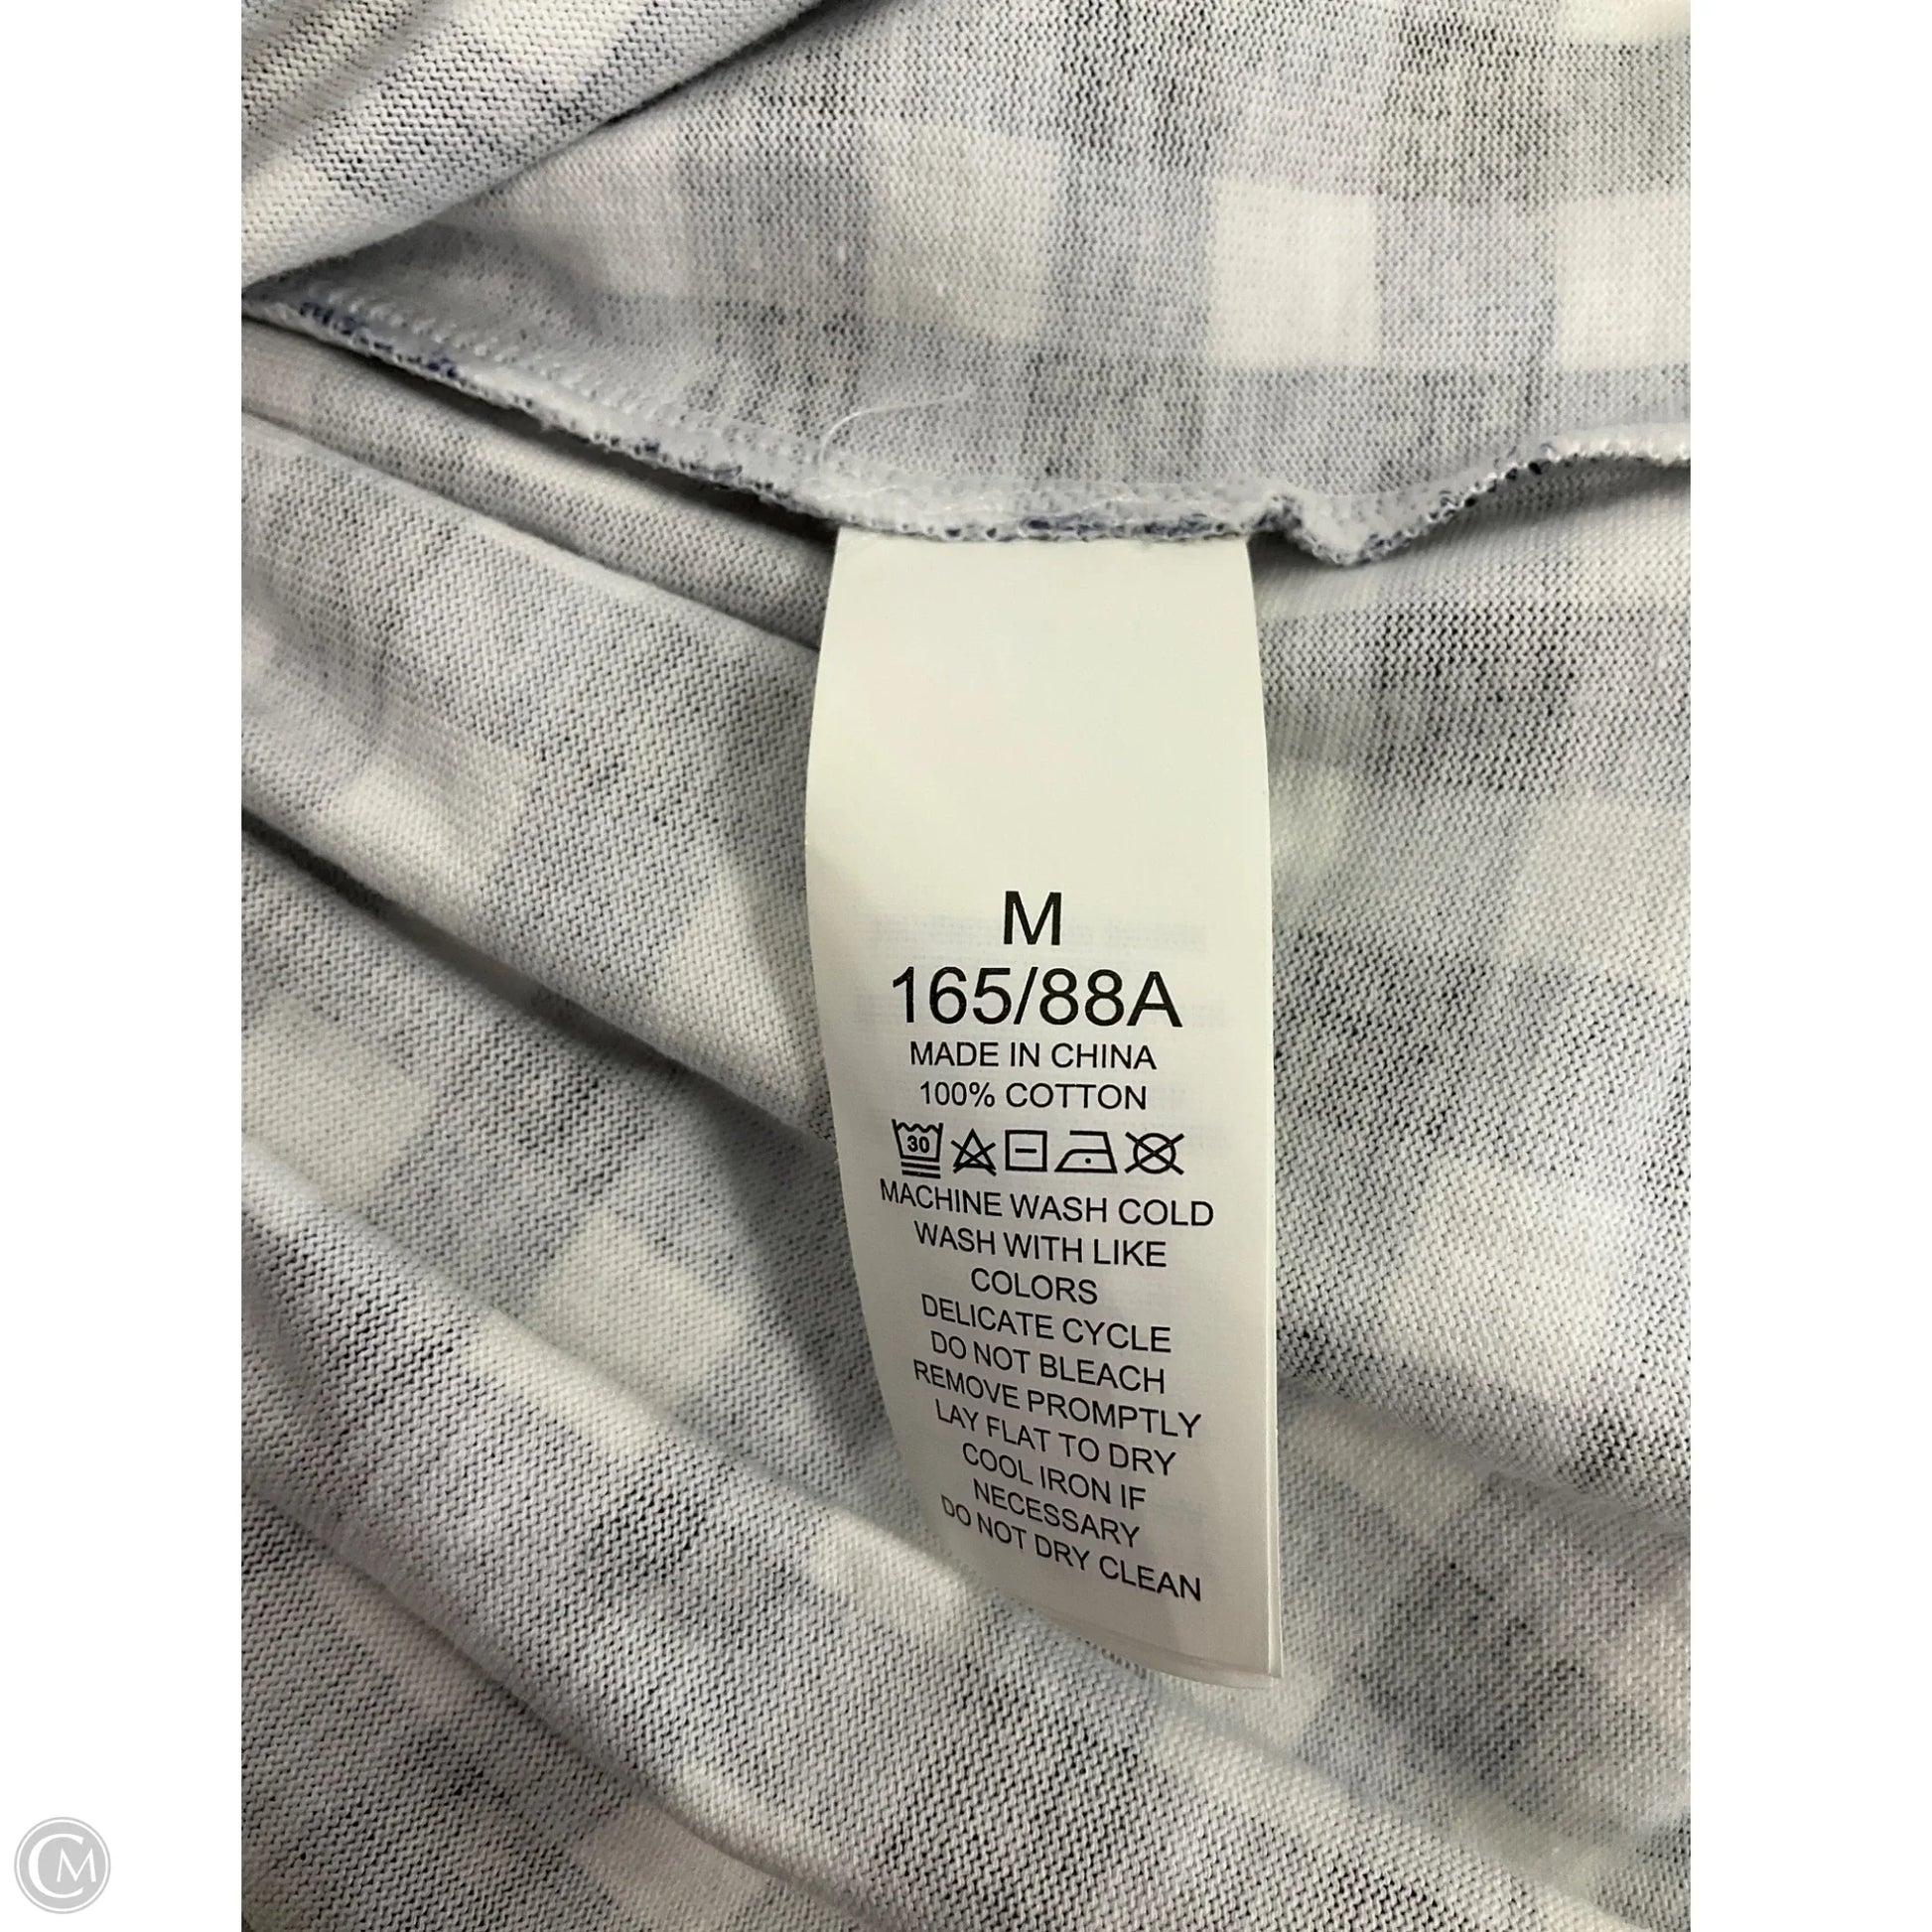 M
165/88A
MADE IN CHINA
100% COTTON
30
MACHINE WASH COLD
WASH WITH LIKE
COLORS
DELICATE CYCLE
DO NOT BLEACH
REMOVE PROMPTLY
LAY FLAT TO DRY
COOL IRON IF
NECESSARY
DO NOT DRY CLEAN
CM